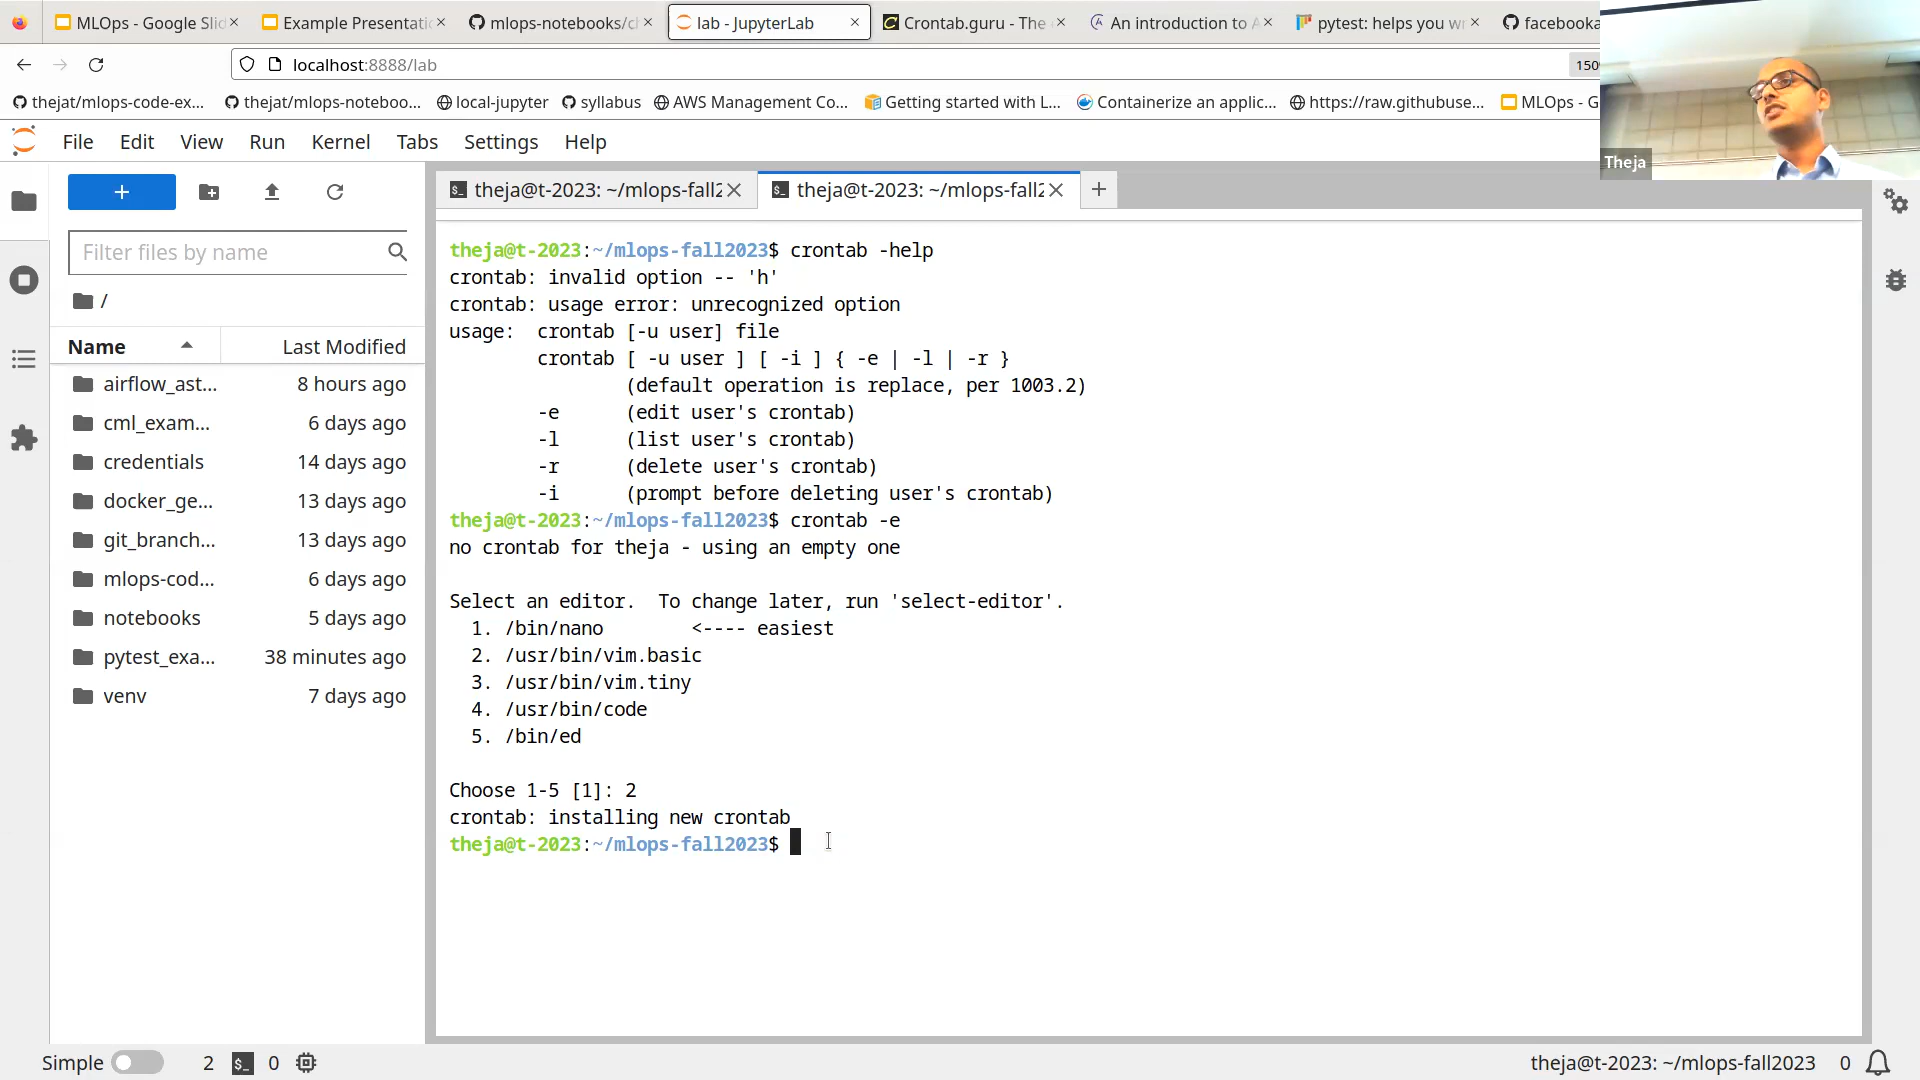 MLOps - Google Slid
Example Presentati
mlops-notebooks/c
lab - JupyterLab
Crontab.guru - The
An introduction to A
pytest: helps you w
facebooka
localhost:8888/lab
150
thejat/mlops-code-ex...
thejat/mlops-noteboo...
local-jupyter
syllabus
AWS Management Co...
Getting started with L...
Containerize an applic...
https://raw.githubuse...
MLOps - G
Theja
File Edit View Run Kernel Tabs Settings Help
theja@t-2023: ~/mlops-fall2
theja@t-2023: ~/mlops-fall2
Filter files by name
/
Name Last Modified
airflow_ast... 8 hours ago
cml_exam... 6 days ago
credentials 14 days ago
docker_ge... 13 days ago
git_branch... 13 days ago
mlops-cod... 6 days ago
notebooks 5 days ago
pytest_exa... 38 minutes ago
venv 7 days ago
theja@t-2023:~/mlops-fall2023$ crontab -help
crontab: invalid option -- 'h'
crontab: usage error: unrecognized option
usage:  crontab [-u user] file
        crontab [ -u user ] [ -i ] { -e | -l | -r }
                (default operation is replace, per 1003.2)
        -e      (edit user's crontab)
        -l      (list user's crontab)
        -r      (delete user's crontab)
        -i      (prompt before deleting user's crontab)
theja@t-2023:~/mlops-fall2023$ crontab -e
no crontab for theja - using an empty one
Select an editor.  To change later, run 'select-editor'.
  1. /bin/nano        <---- easiest
  2. /usr/bin/vim.basic
  3. /usr/bin/vim.tiny
  4. /usr/bin/code
  5. /bin/ed
Choose 1-5 [1]: 2
crontab: installing new crontab
theja@t-2023:~/mlops-fall2023$
Simple 2 $_ 0 theja@t-2023: ~/mlops-fall2023 0